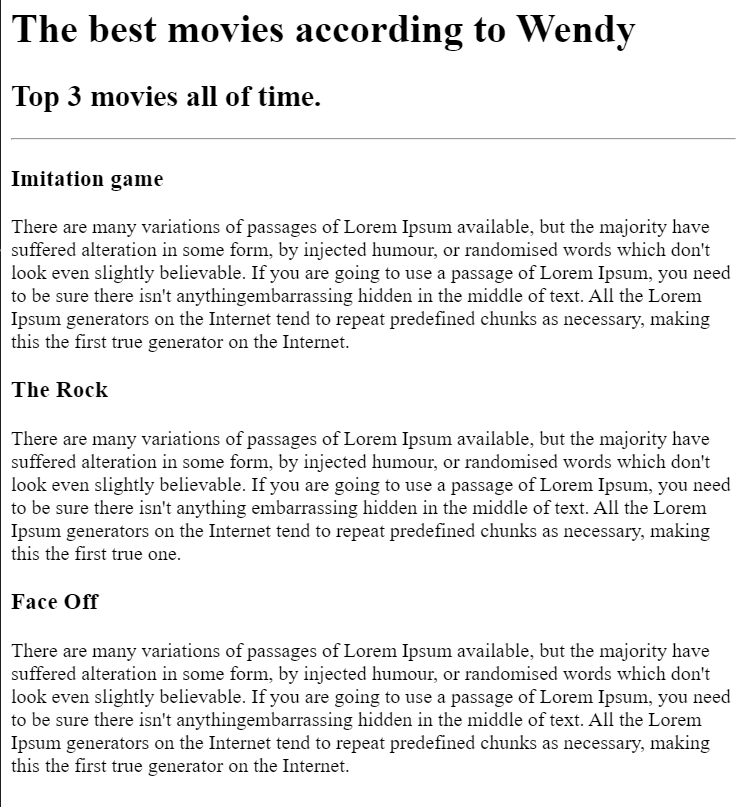 The best movies according to Wendy
Top 3 movies all of time.
Imitation game
There are many variations of passages of Lorem Ipsum available, but the majority have
suffered alteration in some form, by injected humour, or randomised words which don't
look even slightly believable. If you are going to use a passage of Lorem Ipsum, you need
to be sure there isn't anythingembarrassing hidden in the middle of text. All the Lorem
Ipsum generators on the Internet tend to repeat predefined chunks as necessary, making
this the first true generator on the Internet.
The Rock
There are many variations of passages of Lorem Ipsum available, but the majority have
suffered alteration in some form, by injected humour, or randomised words which don't
look even slightly believable. If you are going to use a passage of Lorem Ipsum, you need
to be sure there isn't anything embarrassing hidden in the middle of text. All the Lorem
Ipsum generators on the Internet tend to repeat predefined chunks as necessary, making
this the first true one.
Face Off
There are many variations of passages of Lorem Ipsum available, but the majority have
suffered alteration in some form, by injected humour, or randomised words which don't
look even slightly believable. If you are going to use a passage of Lorem Ipsum, you need
to be sure there isn't anythingembarrassing hidden in the middle of text. All the Lorem
Ipsum generators on the Internet tend to repeat predefined chunks as necessary, making
this the first true generator on the Internet.